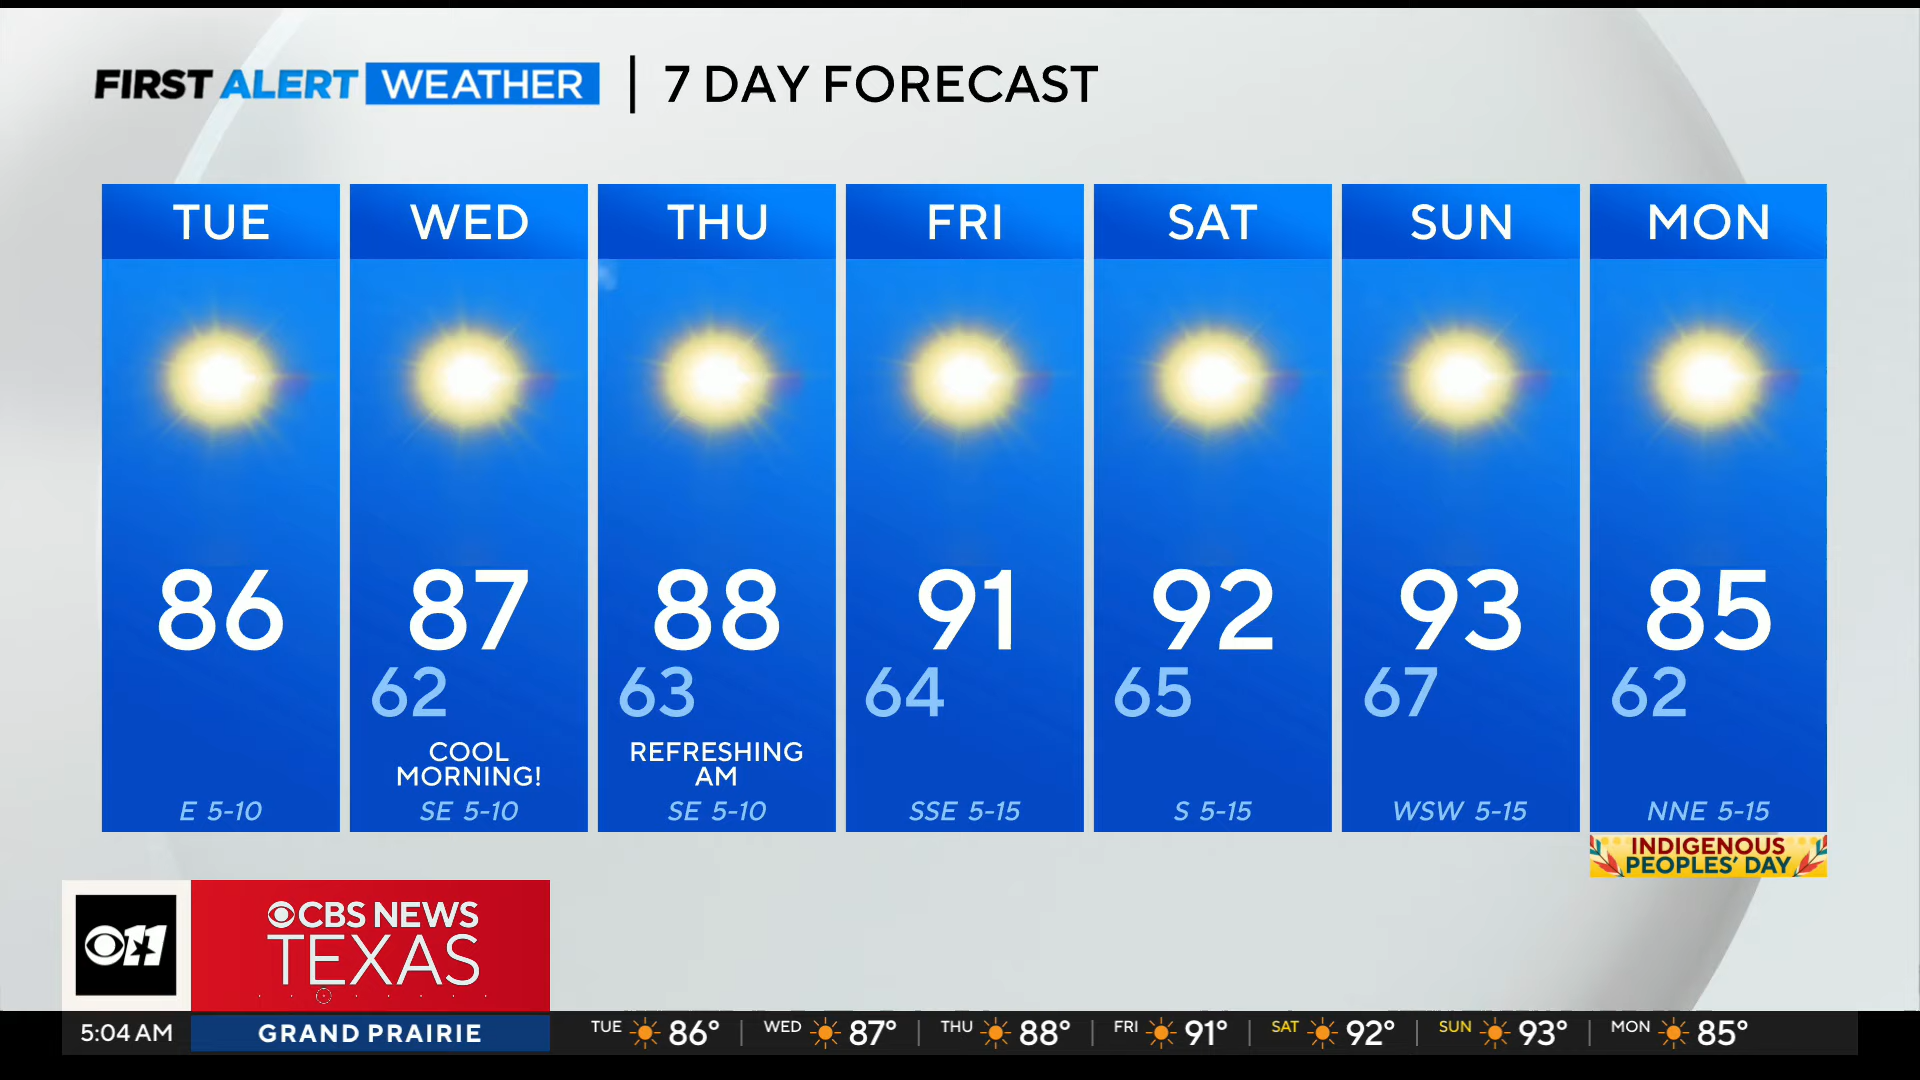 FIRST ALERT WEATHER | 7 DAY FORECAST
TUE WED THU FRI SAT SUN MON
86 87 88 91 92 93 85
62 63 64 65 67 62
COOL
MORNING!
REFRESHING
AM
E 5-10 SE 5-10 SE 5-10 SSE 5-15 S 5-15 WSW 5-15 NNE 5-15
INDIGENOUS
PEOPLES' DAY
11
CBS NEWS
TEXAS
5:04 AM GRAND PRAIRIE TUE 86° | WED 87° | THU 88° | FRI 91° | SAT 92° | SUN 93° | MON 85°